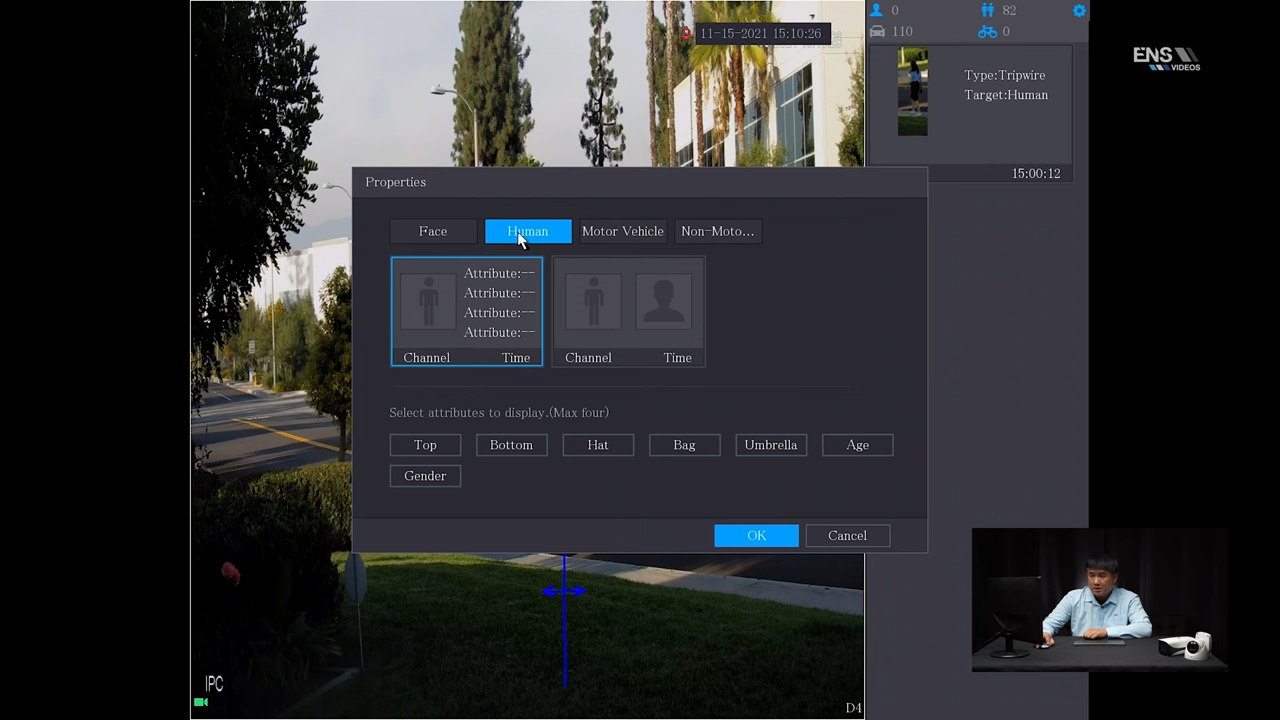 11-15-2021 15:10:26
0
82
110
0
ENS
VIDEOS
Type:Tripwire
Target:Human
15:00:12
Properties
Face
Human
Motor Vehicle
Non-Moto...
Attribute:--
Attribute:--
Attribute:--
Attribute:--
Channel
Time
Channel
Time
Select attributes to display.(Max four)
Top
Bottom
Hat
Bag
Umbrella
Age
Gender
OK
Cancel
IPC
D4